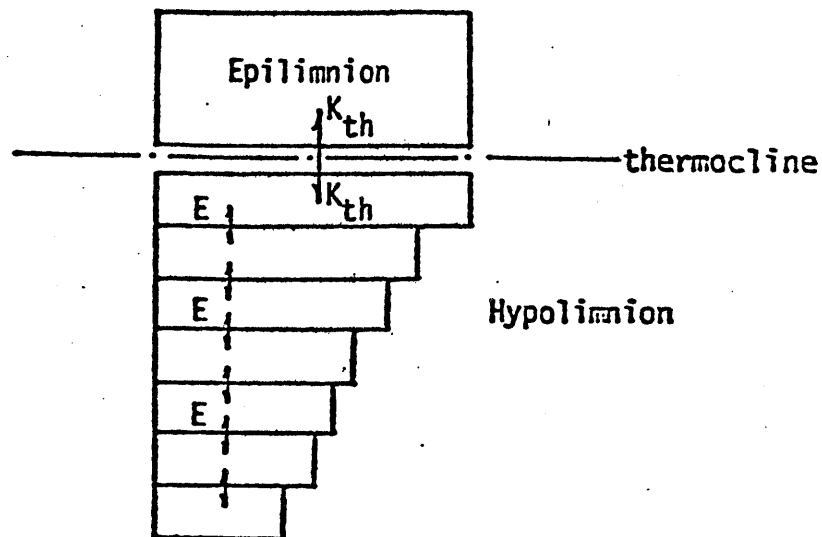 Epilimnion
K_th
thermocline
K_th
E
E
Hypolimnion
E